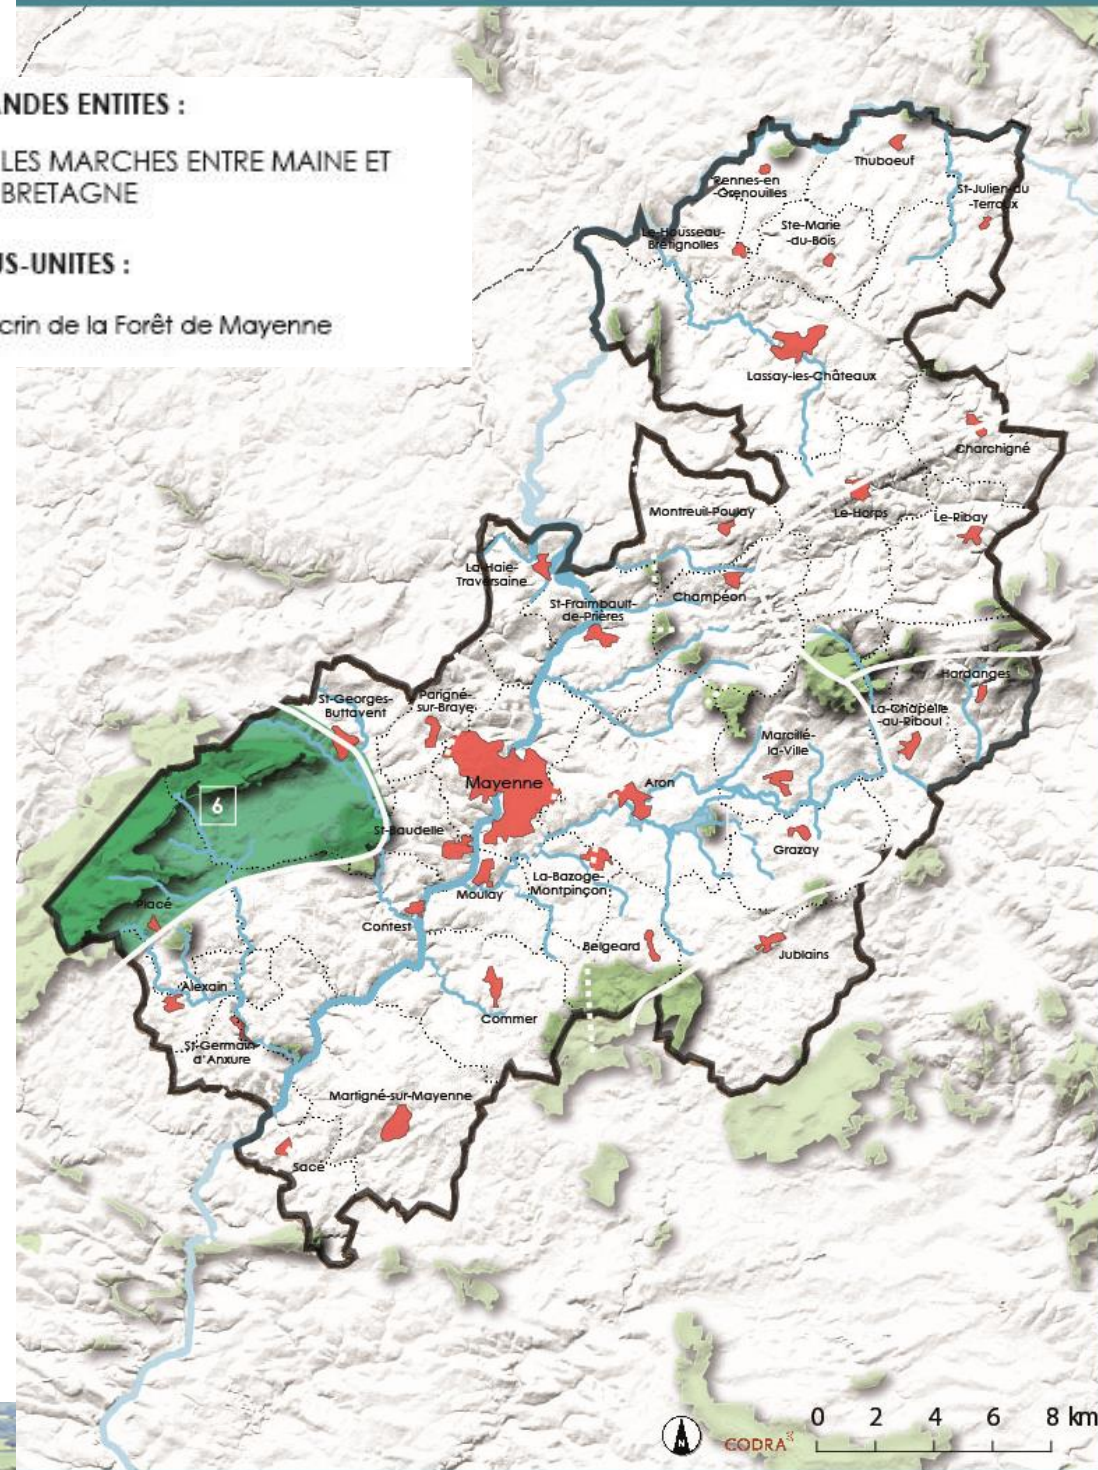 ANDES ENTITES :
LES MARCHES ENTRE MAINE ET
BRETAGNE
US-UNITES :
crin de la Forêt de Mayenne
Thuboeuf
Rennes-en
-Grenouilles
St-Julien-du
-Terroux
Ste-Marie
-du-Bois
Le-Housseau-
Brétignolles
Lassay-les-Châteaux
Charchigné
Le-Horps
Montreuil-Poulay
Le-Ribay
La-Haie-
Traversaine
Champéon
St-Fraimbault-
de-Prières
Hardanges
St-Georges-
Buttavent
Parigné-
sur-Braye
La-Chapelle
-au-Riboul
Marcillé-
la-Ville
Mayenne
Aron
6
St-Baudelle
Grazay
La-Bazoge-
Montpinçon
Moulay
Placé
Contest
Belgeard
Jublains
Alexain
Commer
St-Germain
d'Anxure
Martigné-sur-Mayenne
Sacé
0 2 4 6 8 km
N
CODRA